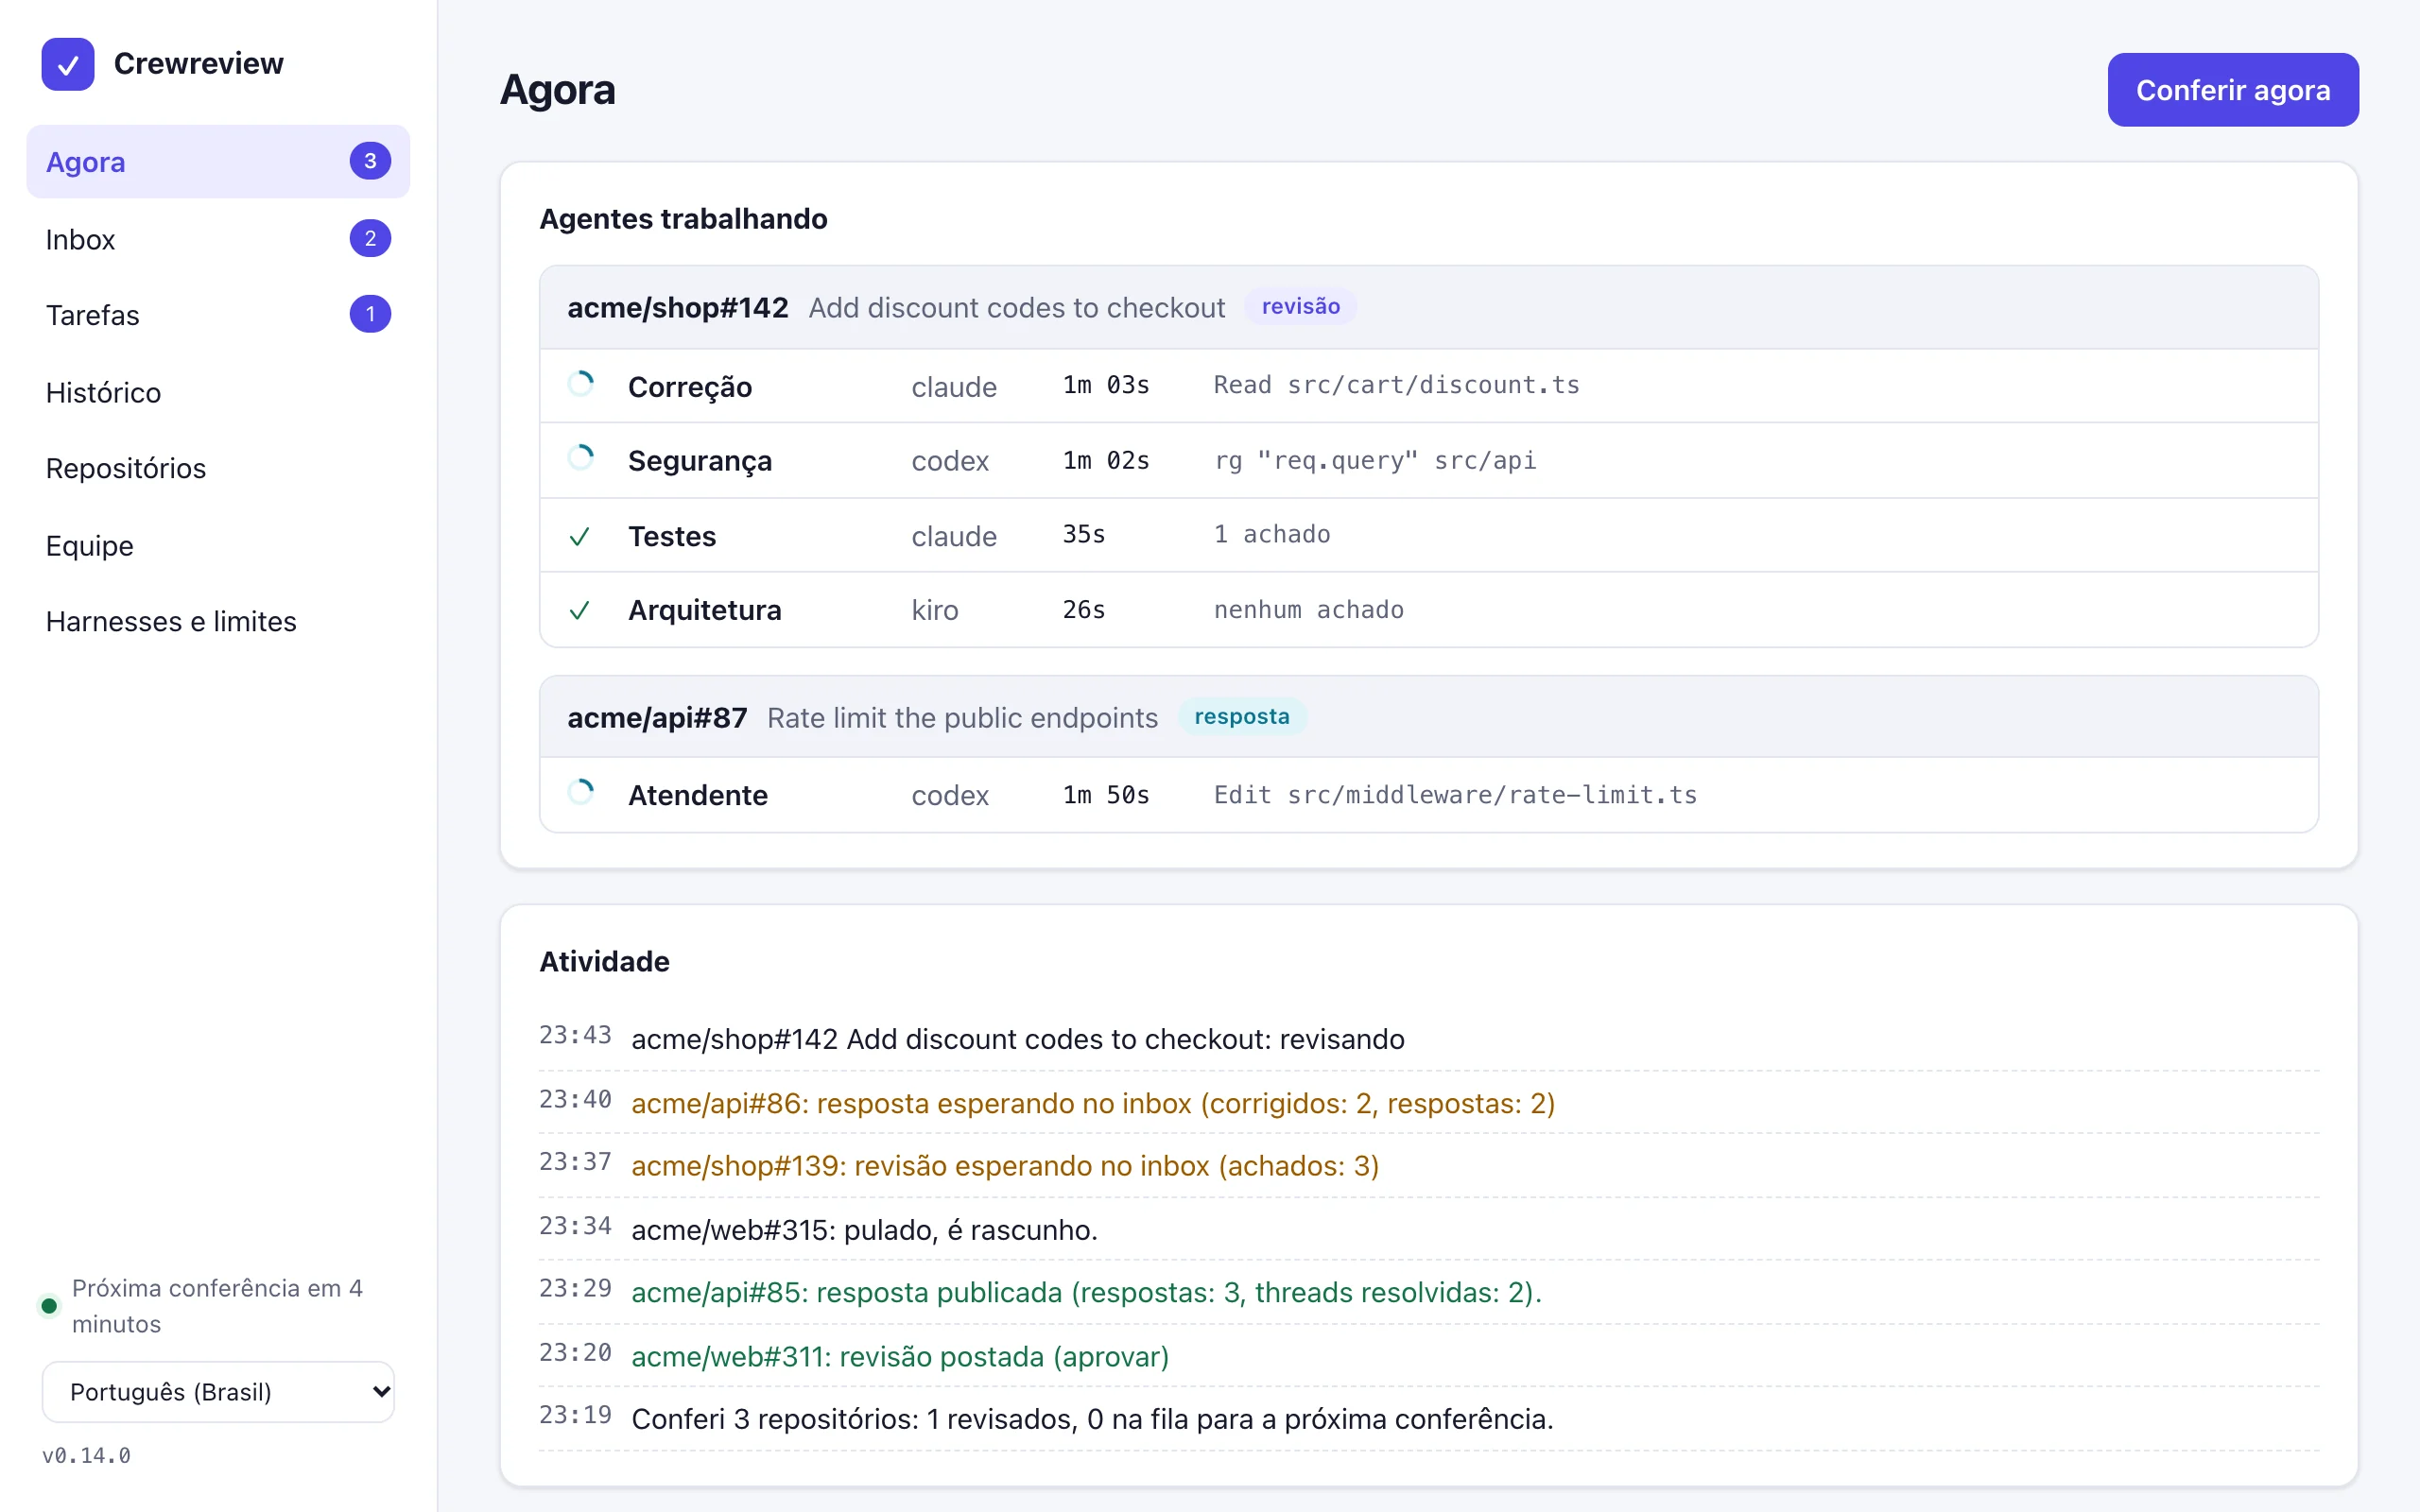 Crewreview
Agora 3
Inbox 2
Tarefas 1
Histórico
Repositórios
Equipe
Harnesses e limites
Próxima conferência em 4
minutos
Português (Brasil)
v0.14.0
Agora
Conferir agora
Agentes trabalhando
acme/shop#142 Add discount codes to checkout revisão
Correção claude 1m 03s Read src/cart/discount.ts
Segurança codex 1m 02s rg "req.query" src/api
Testes claude 35s 1 achado
Arquitetura kiro 26s nenhum achado
acme/api#87 Rate limit the public endpoints resposta
Atendente codex 1m 50s Edit src/middleware/rate-limit.ts
Atividade
23:43 acme/shop#142 Add discount codes to checkout: revisando
23:40 acme/api#86: resposta esperando no inbox (corrigidos: 2, respostas: 2)
23:37 acme/shop#139: revisão esperando no inbox (achados: 3)
23:34 acme/web#315: pulado, é rascunho.
23:29 acme/api#85: resposta publicada (respostas: 3, threads resolvidas: 2).
23:20 acme/web#311: revisão postada (aprovar)
23:19 Conferi 3 repositórios: 1 revisados, 0 na fila para a próxima conferência.